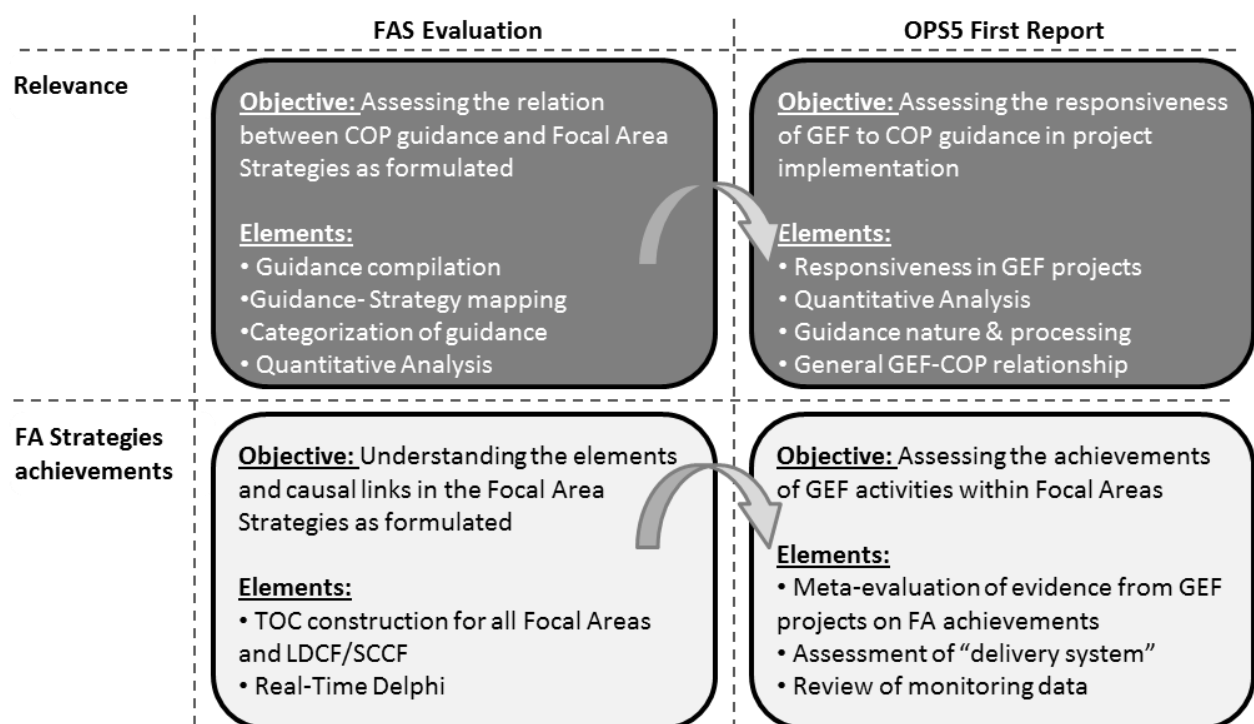 FAS Evaluation
OPS5 First Report
Relevance
Objective: Assessing the relation
between COP guidance and Focal Area
Strategies as formulated
Elements:
• Guidance compilation
•Guidance- Strategy mapping
•Categorization of guidance
• Quantitative Analysis
Objective: Assessing the responsiveness
of GEF to COP guidance in project
implementation
Elements:
• Responsiveness in GEF projects
• Quantitative Analysis
• Guidance nature & processing
• General GEF-COP relationship
FA Strategies
achievements
Objective: Understanding the elements
and causal links in the Focal Area
Strategies as formulated
Elements:
• TOC construction for all Focal Areas
and LDCF/SCCF
• Real-Time Delphi
Objective: Assessing the achievements
of GEF activities within Focal Areas
Elements:
• Meta-evaluation of evidence from GEF
projects on FA achievements
• Assessment of “delivery system”
• Review of monitoring data